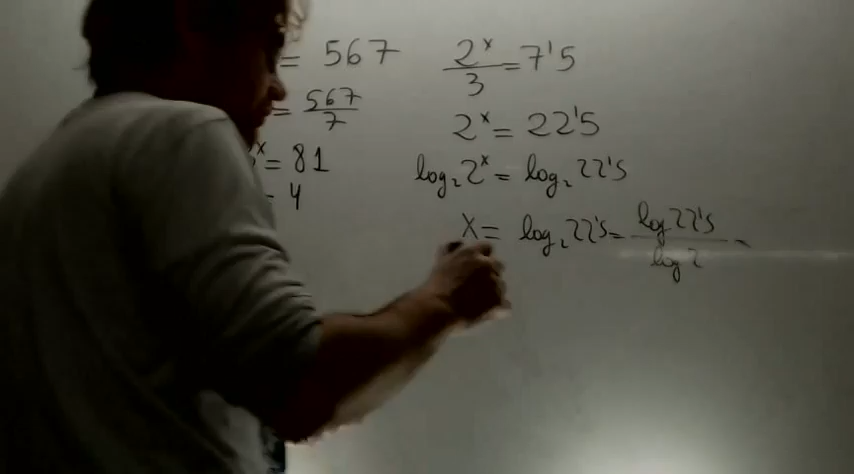 = 567
= 567/7
x = 81
= 4
2^x/3 = 7'5
2^x = 22'5
log₂ 2^x = log₂ 22'5
x = log₂ 22'5 = log 22'5 / log 2 =